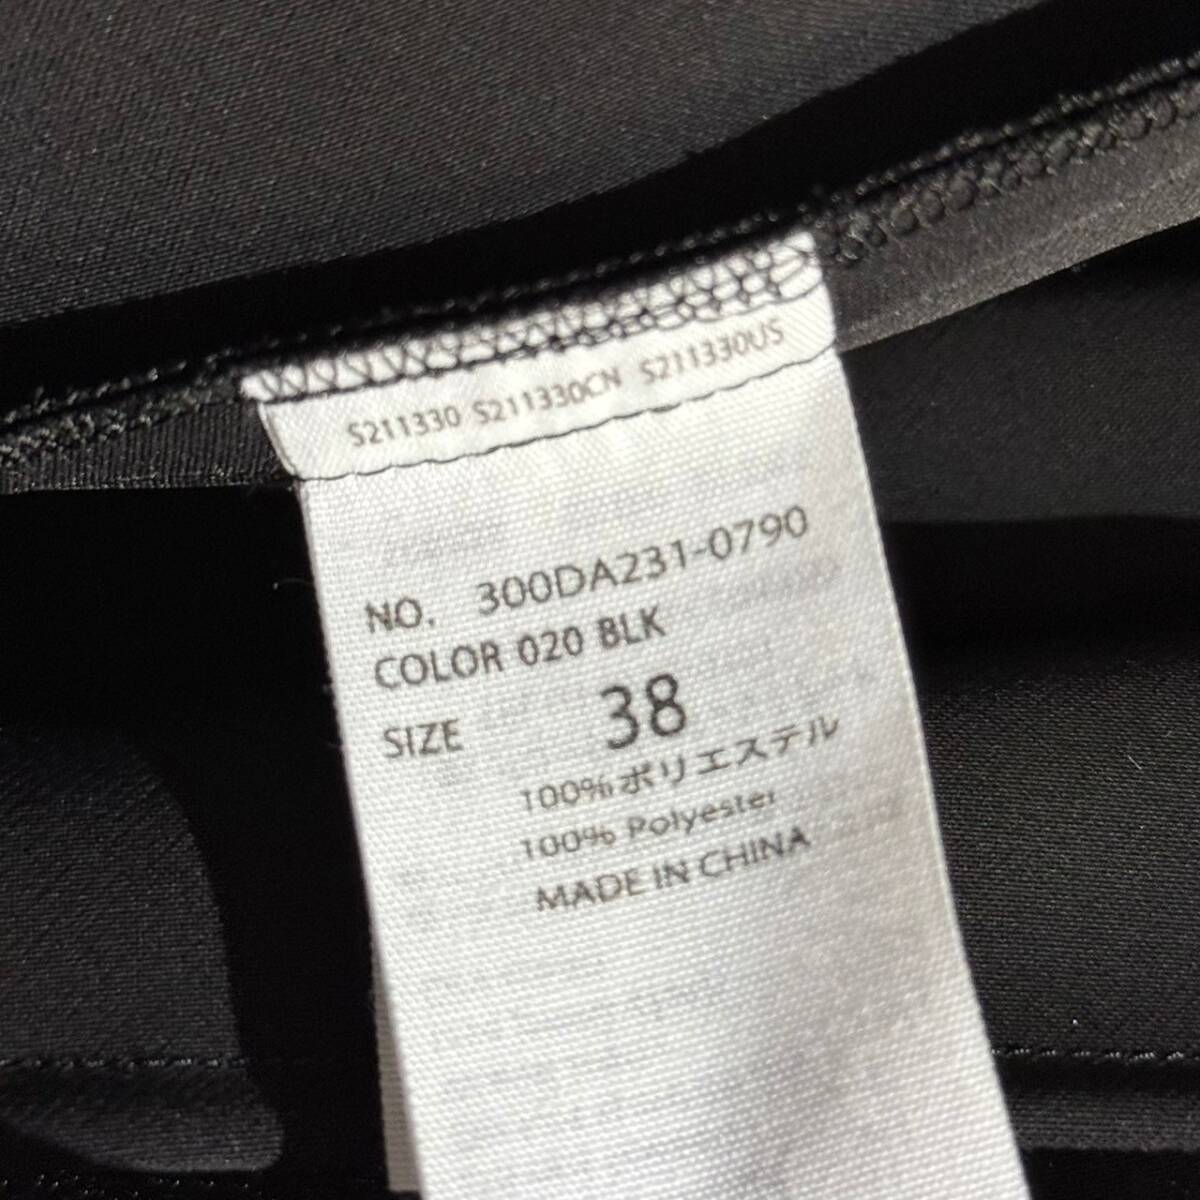 S211330 S211330CN S211330US
NO. 300DA231-0790
COLOR 020 BLK
SIZE 38
100%ポリエステル
100% Polyester
MADE IN CHINA